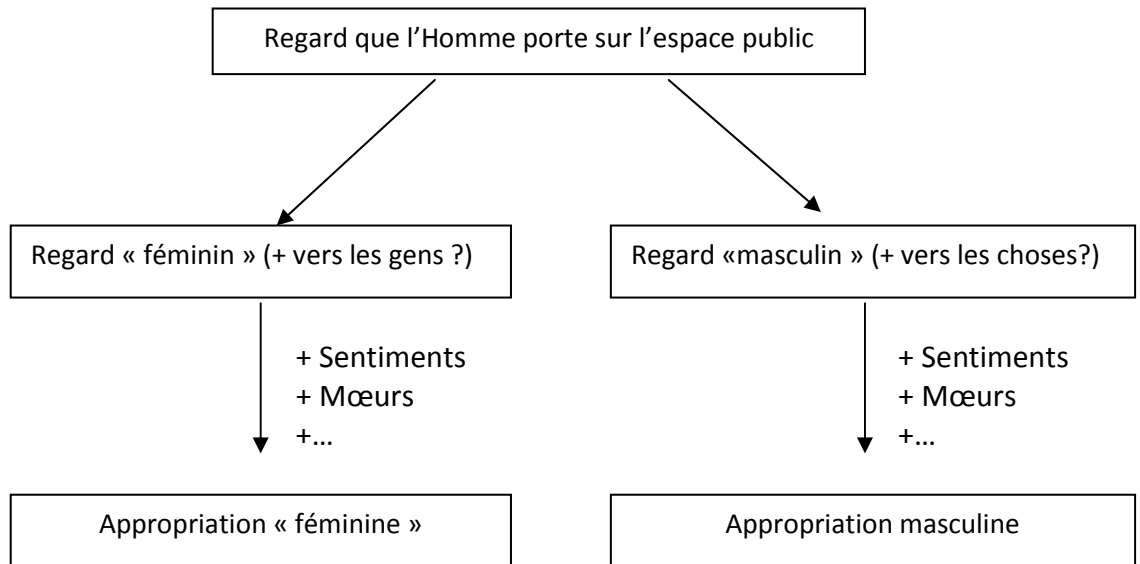 Regard que l’Homme porte sur l’espace public
Regard « féminin » (+ vers les gens ?)
Regard «masculin » (+ vers les choses?)
+ Sentiments
+ Mœurs
+...
+ Sentiments
+ Mœurs
+...
Appropriation « féminine »
Appropriation masculine